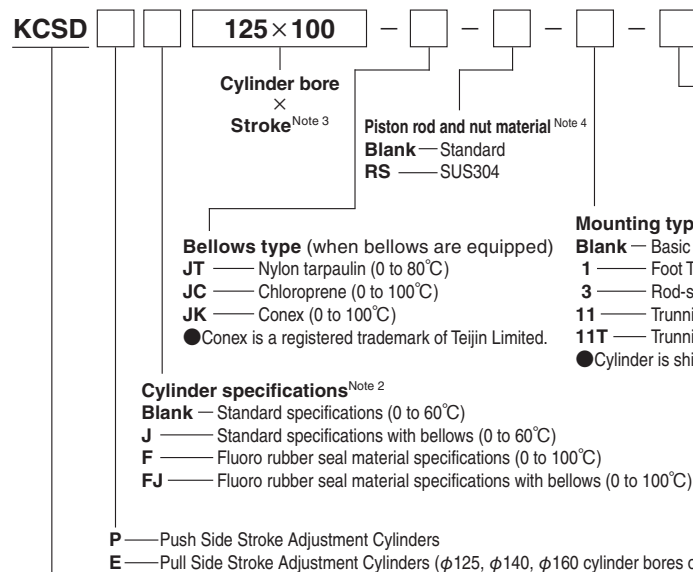 KCSD 125×100 – – –
Cylinder bore
×
Stroke Note 3
Piston rod and nut material Note 4
Blank — Standard
RS — SUS304
Bellows type (when bellows are equipped)
JT — Nylon tarpaulin (0 to 80℃)
JC — Chloroprene (0 to 100℃)
JK — Conex (0 to 100℃)
●Conex is a registered trademark of Teijin Limited.
Mounting
Blank — Basic
1 — Foot
3
11
11T
●Cylinder is
Cylinder specifications Note 2
Blank — Standard specifications (0 to 60℃)
J — Standard specifications with bellows (0 to 60℃)
F — Fluoro rubber seal material specifications (0 to 100℃)
FJ — Fluoro rubber seal material specifications with bellows (0 to 100℃)
P — Push Side Stroke Adjustment Cylinders
E — Pull Side Stroke Adjustment Cylinders (φ125, φ140, φ160 cylinder bores